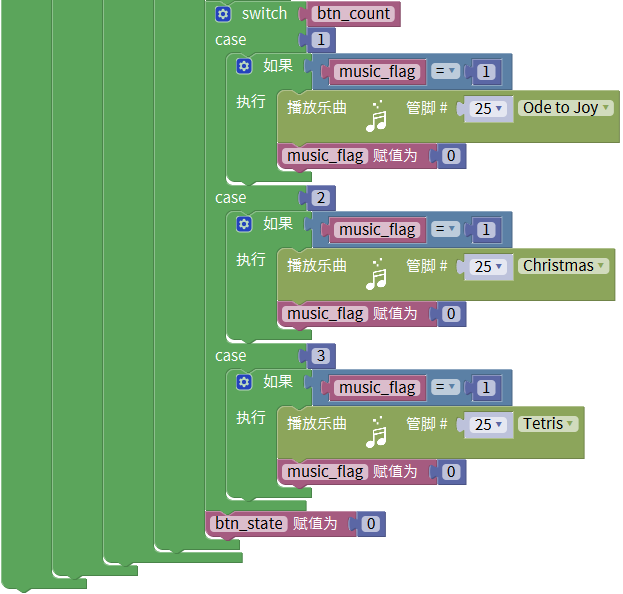 switch btn_count
case 1
如果 music_flag = 1
执行 播放乐曲 管脚 # 25 Ode to Joy
music_flag 赋值为 0
case 2
如果 music_flag = 1
执行 播放乐曲 管脚 # 25 Christmas
music_flag 赋值为 0
case 3
如果 music_flag = 1
执行 播放乐曲 管脚 # 25 Tetris
music_flag 赋值为 0
btn_state 赋值为 0